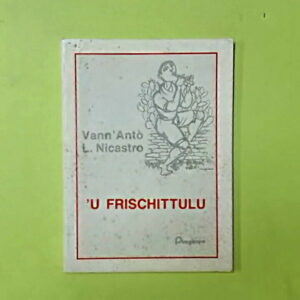 Vann'Antò
L. Nicastro
'U FRISCHITTULU